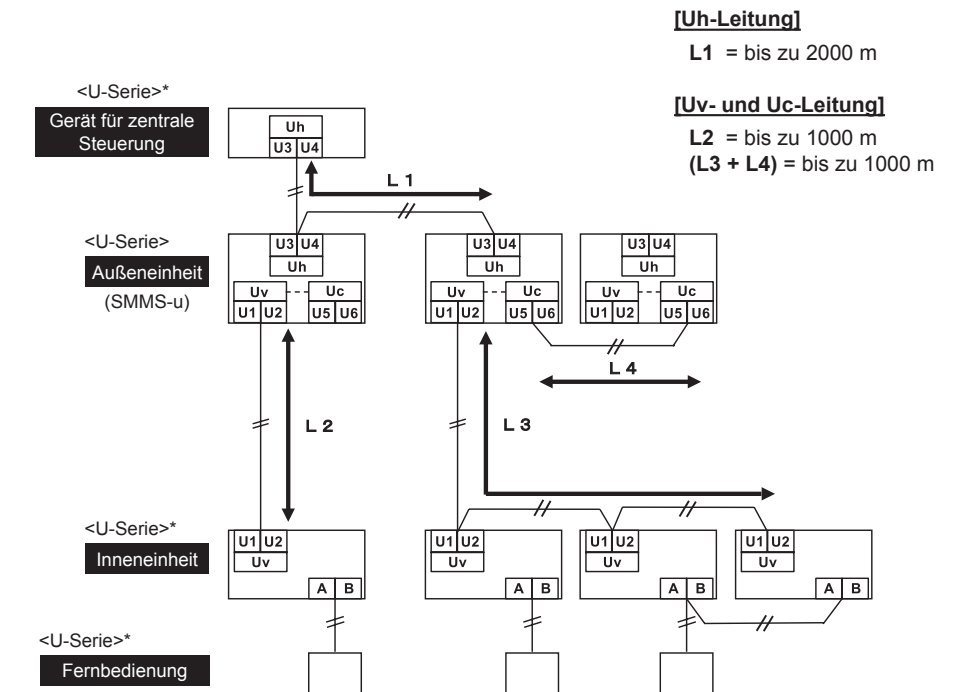 [Uh-Leitung]
L1 = bis zu 2000 m
[Uv- und Uc-Leitung]
L2 = bis zu 1000 m
(L3 + L4) = bis zu 1000 m
<U-Serie>*
Gerät für zentrale
Steuerung
Uh
U3 U4
L 1
<U-Serie>
Außeneinheit
(SMMS-u)
U3 U4
Uh
Uv Uc
U1 U2 U5 U6
U3 U4
Uh
Uv Uc
U1 U2 U5 U6
U3 U4
Uh
Uv Uc
U1 U2 U5 U6
L 4
L 2
L 3
<U-Serie>*
Inneneinheit
U1 U2
Uv
A B
U1 U2
Uv
A B
U1 U2
Uv
A B
U1 U2
Uv
A B
<U-Serie>*
Fernbedienung